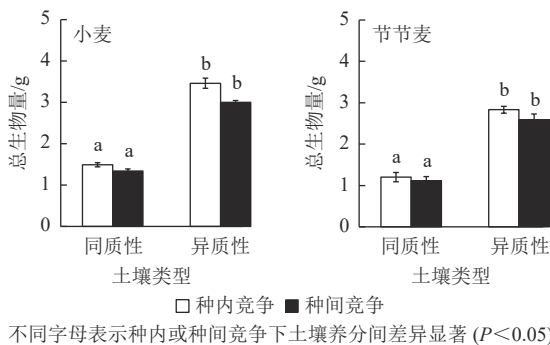 小麦
总生物量/g
5
4
3
2
1
0
a
a
b
b
同质性
异质性
土壤类型
节节麦
总生物量/g
5
4
3
2
1
0
a
a
b
b
同质性
异质性
土壤类型
种内竞争 种间竞争
不同字母表示种内或种间竞争下土壤养分间差异显著 (P＜0.05)